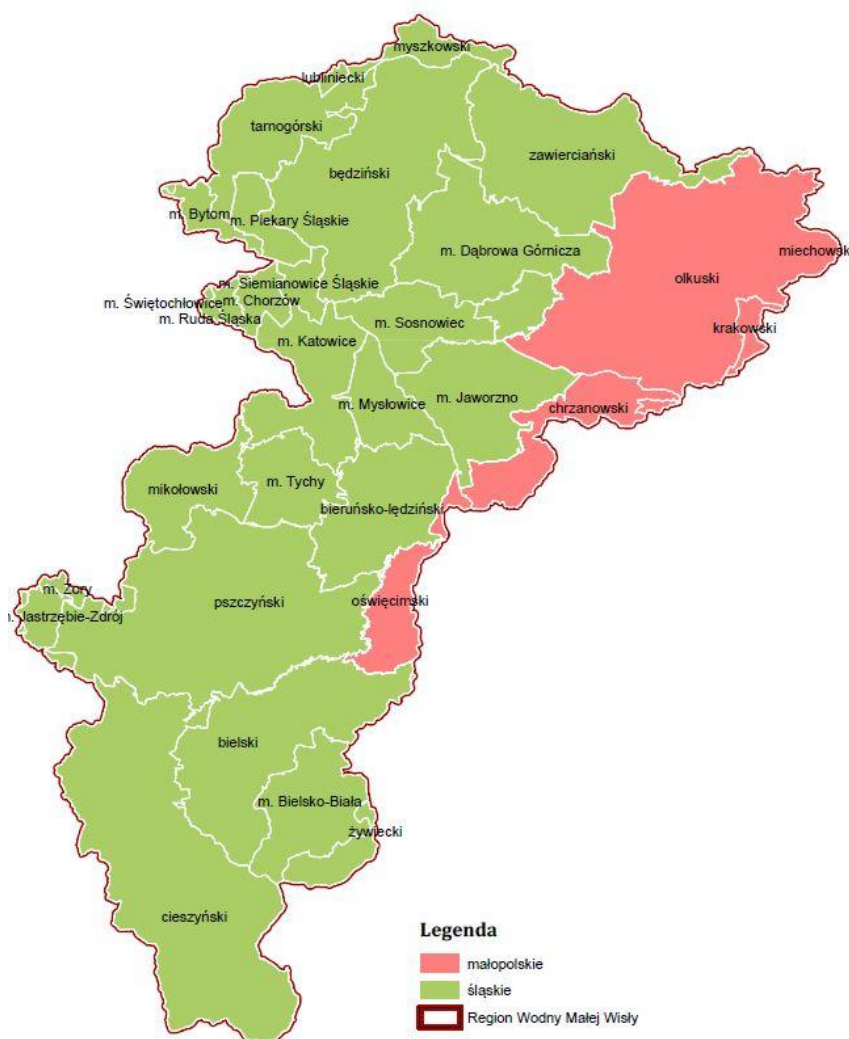 myszkowski
lubliniecki
tarnogórski
zawierciański
będziński
m. Bytom
m. Piekary Śląskie
m. Dąbrowa Górnicza
miechowsk
olkuski
m. Siemianowice Śląskie
m. Świętochłowice
m. Chorzów
m. Ruda Śląska
m. Sosnowiec
krakowski
m. Katowice
m. Jaworzno
m. Mysłowice
chrzanowski
m. Tychy
mikołowski
bieruńsko-lędziński
m. Żory
pszczyński
oświęcimski
n. Jastrzębie-Zdrój
bielski
m. Bielsko-Biała
żywiecki
cieszyński
Legenda
małopolskie
śląskie
Region Wodny Małej Wisły